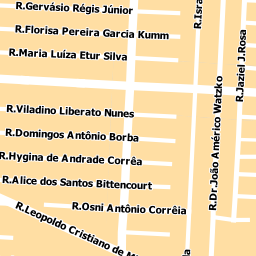 R.Gervásio Régis Júnior
R.Florisa Pereira Garcia Kumm
R.Maria Luíza Etur Silva
R.Viladino Liberato Nunes
R.Domingos Antônio Borba
R.Hygina de Andrade Corrêa
R.Alice dos Santos Bittencourt
R.Osni Antônio Corrêia
R.Leopoldo Cristiano de
R.Dr.João Américo Watzko
R.Jaziel J.Rosa